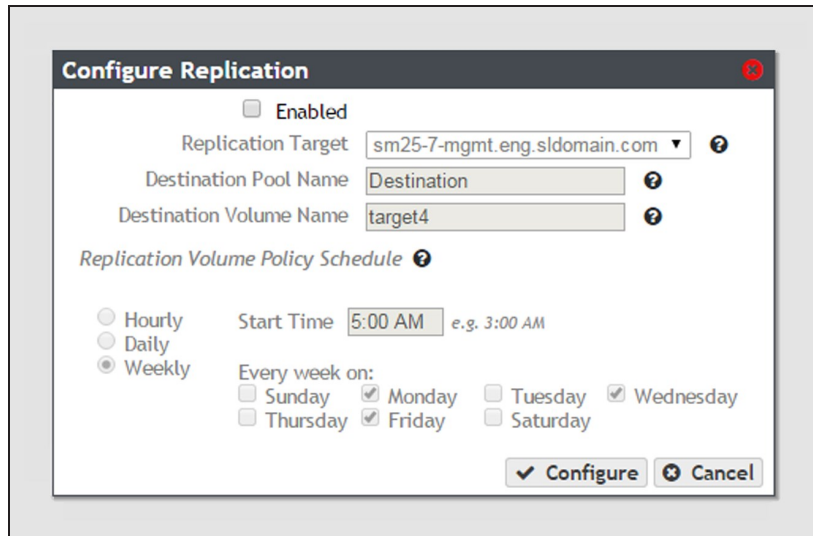 Configure Replication
Enabled
Replication Target sm25-7-mgmt.eng.sldomain.com
Destination Pool Name Destination
Destination Volume Name target4
Replication Volume Policy Schedule
Hourly Start Time 5:00 AM e.g. 3:00 AM
Daily
Weekly Every week on:
Sunday Monday Tuesday Wednesday
Thursday Friday Saturday
Configure Cancel